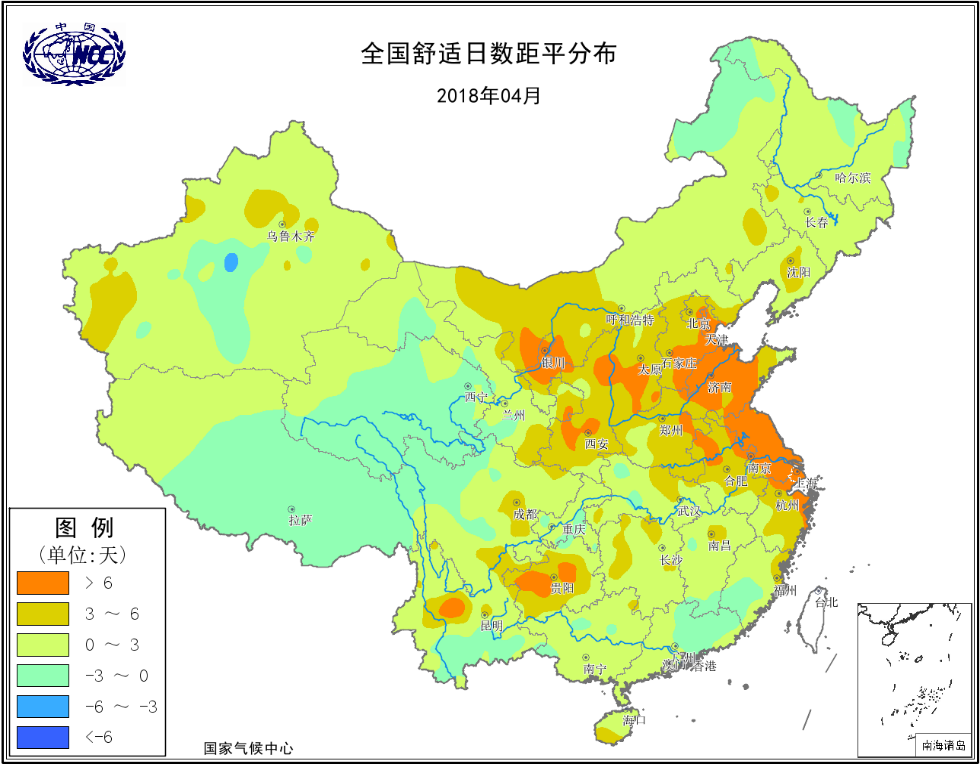 中 国
NCC
全国舒适日数距平分布
2018年04月
哈尔滨
长春
乌鲁木齐
沈阳
呼和浩特
北京
天津
银川
太原
石家庄
济南
西宁
兰州
郑州
西安
南京
合肥
上海
杭州
拉萨
成都
重庆
武汉
南昌
长沙
贵阳
福州
台北
昆明
广州
南宁
澳门
香港
海口
图 例
(单位:天)
> 6
3 ~ 6
0 ~ 3
-3 ~ 0
-6 ~ -3
<-6
国家气候中心
南海诸岛